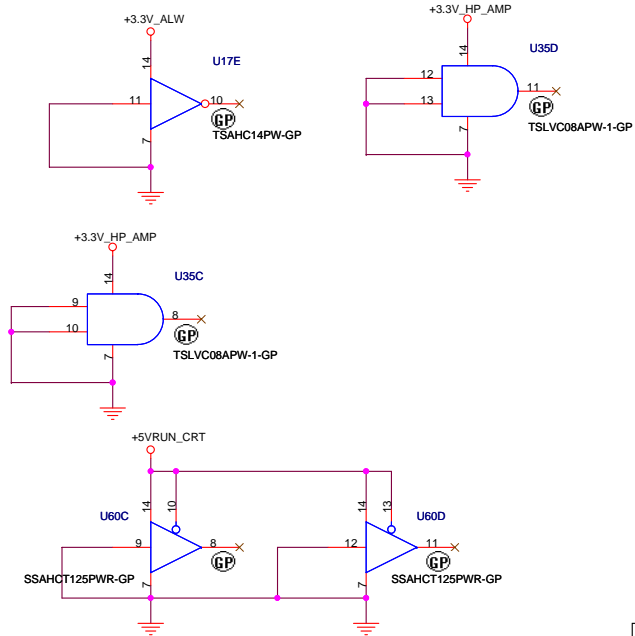 +3.3V_ALW
U17E
14
11
10
GP
TSAHC14PW-GP
7
+3.3V_HP_AMP
U35D
14
12
13
11
GP
TSLVC08APW-1-GP
7
+3.3V_HP_AMP
U35C
14
9
10
8
GP
TSLVC08APW-1-GP
7
+5VRUN_CRT
U60C
14
10
9
8
GP
SSAHCT125PWR-GP
7
U60D
14
13
12
11
GP
SSAHCT125PWR-GP
7